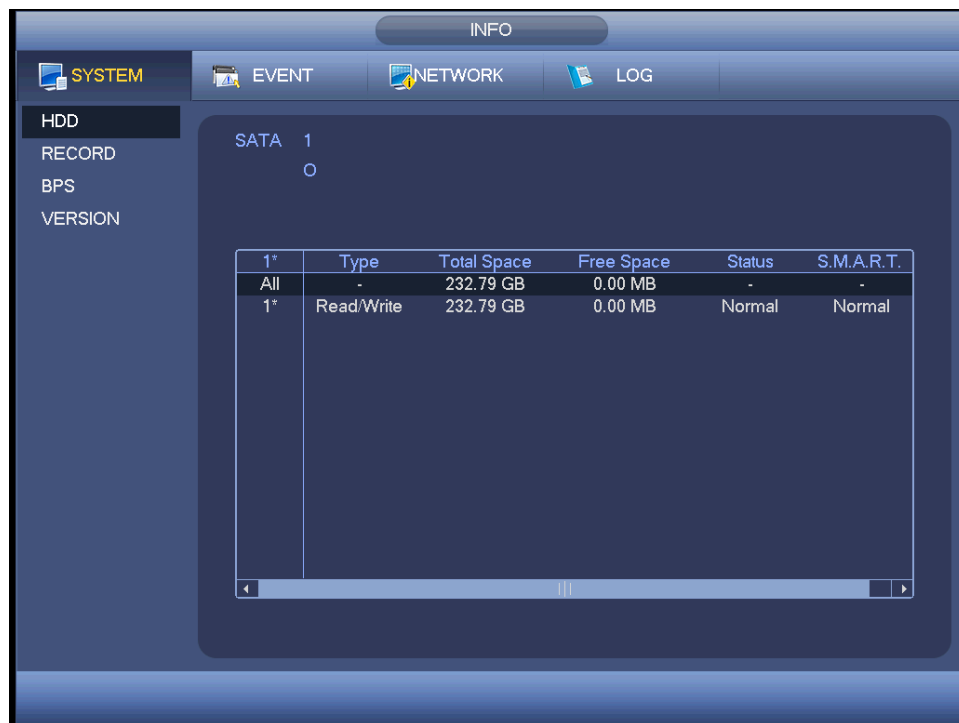 INFO
SYSTEM EVENT NETWORK LOG
HDD
RECORD
BPS
VERSION
SATA 1
O
1* Type Total Space Free Space Status S.M.A.R.T.
All - 232.79 GB 0.00 MB - -
1* Read/Write 232.79 GB 0.00 MB Normal Normal